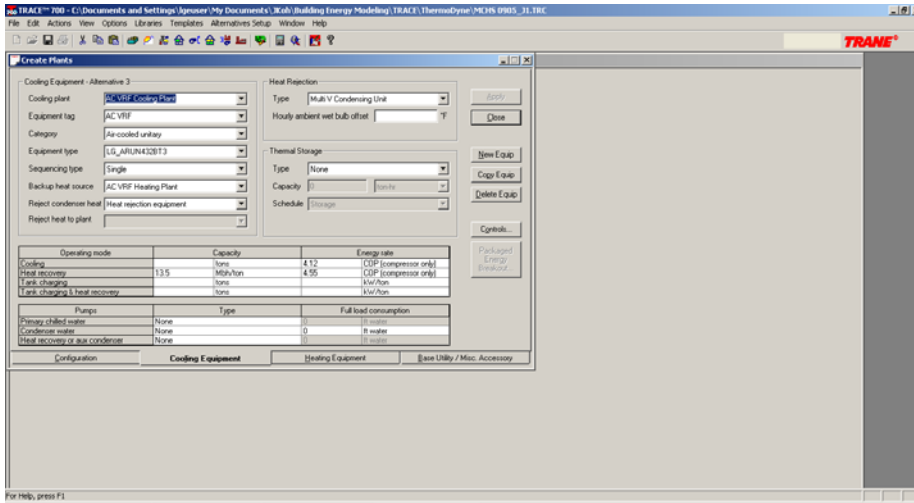 TRACE™ 700 - C:\Documents and Settings\lgeuser\My Documents\JKoh\Building Energy Modeling\TRACE\ThermoDyne\MCHS 0905_J1.TRC
File Edit Actions View Options Libraries Templates Alternatives Setup Window Help
TRANE®
Create Plants
Cooling Equipment - Alternative 3
Heat Rejection
Cooling plant AC VRF Cooling Plant
Type Multi V Condensing Unit
Apply
Equipment tag AC VRF
Hourly ambient wet bulb offset °F
Close
Category Air-cooled unitary
Equipment type LG_ARUN432BT3
Thermal Storage
New Equip
Sequencing type Single
Type None
Copy Equip
Backup heat source AC VRF Heating Plant
Capacity 0 ton-hr
Delete Equip
Reject condenser heat Heat rejection equipment
Schedule Storage
Reject heat to plant
Controls...
Operating mode Capacity Energy rate
Packaged Energy Breakout...
Cooling tons 4.12 COP (compressor only)
Heat recovery 13.5 Mbh/ton 4.55 COP (compressor only)
Tank charging tons kW/ton
Tank charging & heat recovery tons kW/ton
Pumps Type Full load consumption
Primary chilled water None 0 ft water
Condenser water None 0 ft water
Heat recovery or aux condenser None 0 ft water
Configuration Cooling Equipment Heating Equipment Base Utility / Misc. Accessory
For Help, press F1